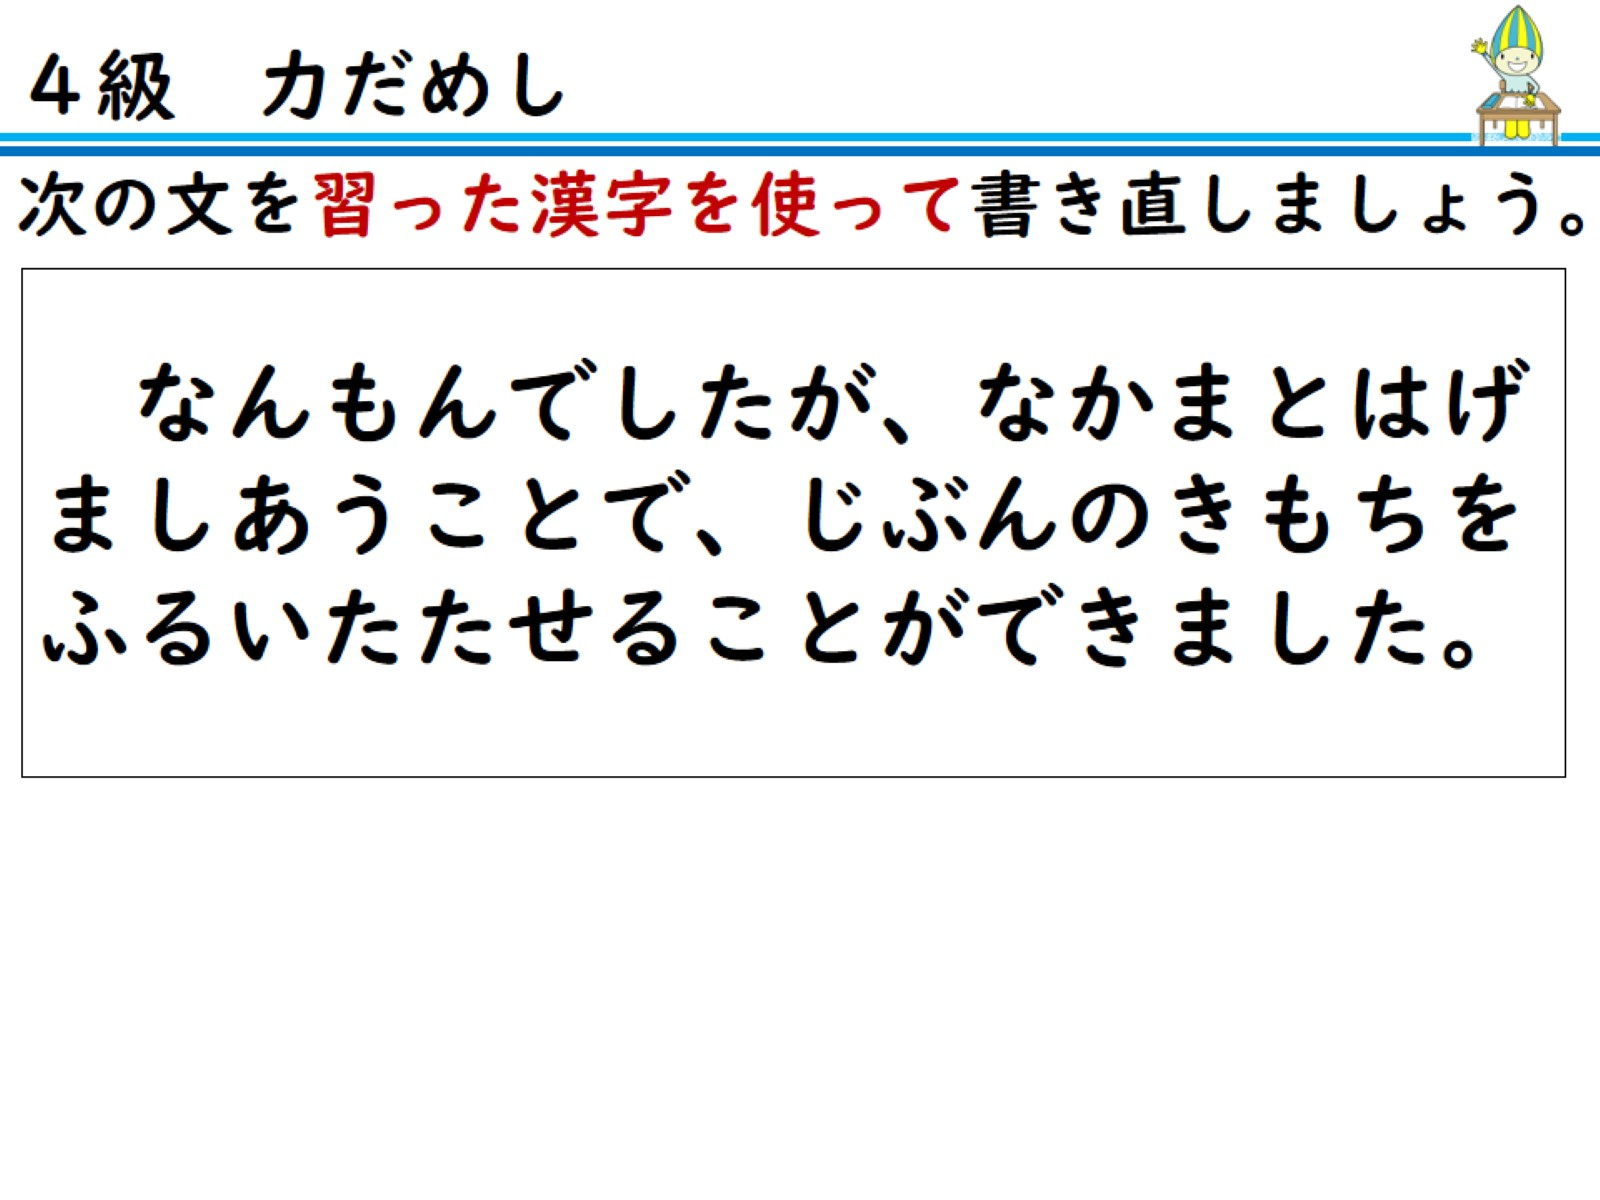 ４級　力だめし
次の文を習った漢字を使って書き直しましょう。
なんもんでしたが、なかまとはげ
ましあうことで、じぶんのきもちを
ふるいたたせることができました。